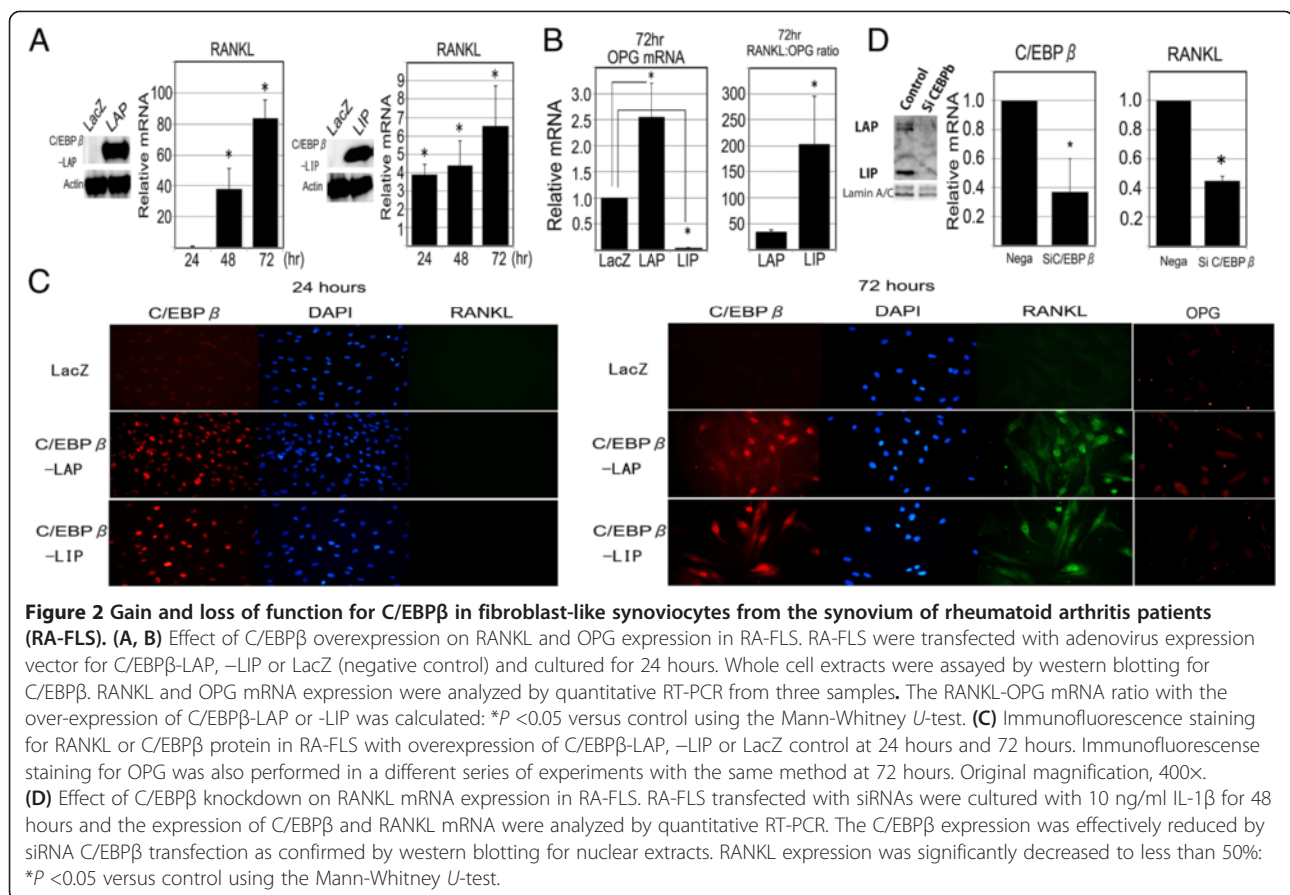 A
RANKL
LacZ
LAP
C/EBP β
-LAP
Actin
Relative mRNA
100
80
60
40
20
*
*
24 48 72 (hr)
RANKL
LacZ
LIP
C/EBP β
-LIP
Actin
Relative mRNA
9
8
7
6
5
4
3
2
1
*
*
*
24 48 72 (hr)
B
72hr
OPG mRNA
Relative mRNA
3.0
2.5
2.0
1.5
1.0
0.5
*
*
LacZ LAP LIP
72hr
RANKL:OPG ratio
300
250
200
150
100
50
*
LAP LIP
D
Control
Si CEBPb
LAP
LIP
Lamin A/C
C/EBP β
Relative mRNA
1.0
0.8
0.6
0.4
0.2
*
Nega SiC/EBP β
RANKL
1.0
0.8
0.6
0.4
0.2
*
Nega Si C/EBP β
C
24 hours
C/EBP β DAPI RANKL
LacZ
C/EBP β
-LAP
C/EBP β
-LIP
72 hours
C/EBP β DAPI RANKL OPG
LacZ
C/EBP β
-LAP
C/EBP β
-LIP
Figure 2 Gain and loss of function for C/EBPβ in fibroblast-like synoviocytes from the synovium of rheumatoid arthritis patients
(RA-FLS). (A, B) Effect of C/EBPβ overexpression on RANKL and OPG expression in RA-FLS. RA-FLS were transfected with adenovirus expression
vector for C/EBPβ-LAP, –LIP or LacZ (negative control) and cultured for 24 hours. Whole cell extracts were assayed by western blotting for
C/EBPβ. RANKL and OPG mRNA expression were analyzed by quantitative RT-PCR from three samples. The RANKL-OPG mRNA ratio with the
over-expression of C/EBPβ-LAP or -LIP was calculated: *P <0.05 versus control using the Mann-Whitney U-test. (C) Immunofluorescence staining
for RANKL or C/EBPβ protein in RA-FLS with overexpression of C/EBPβ-LAP, –LIP or LacZ control at 24 hours and 72 hours. Immunofluorescense
staining for OPG was also performed in a different series of experiments with the same method at 72 hours. Original magnification, 400×.
(D) Effect of C/EBPβ knockdown on RANKL mRNA expression in RA-FLS. RA-FLS transfected with siRNAs were cultured with 10 ng/ml IL-1β for 48
hours and the expression of C/EBPβ and RANKL mRNA were analyzed by quantitative RT-PCR. The C/EBPβ expression was effectively reduced by
siRNA C/EBPβ transfection as confirmed by western blotting for nuclear extracts. RANKL expression was significantly decreased to less than 50%:
*P <0.05 versus control using the Mann-Whitney U-test.